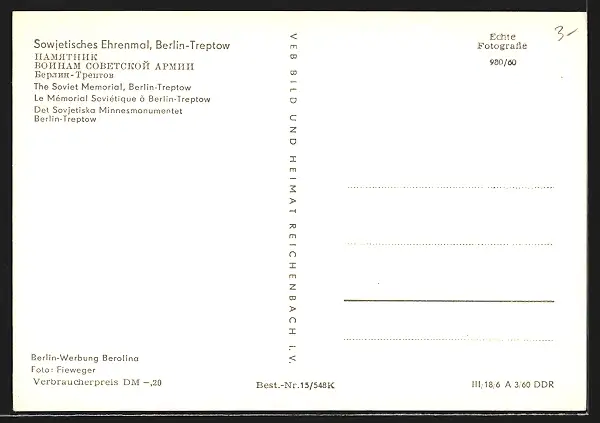 Sowjetisches Ehrenmal, Berlin-Treptow
ПАМЯТНИК
ВОИНАМ СОВЕТСКОЙ АРМИИ
Берлин-Трептов
The Soviet Memorial, Berlin-Treptow
Le Mémorial Soviétique à Berlin-Treptow
Det Sovjetiska Minnesmonumentet
Berlin-Treptow
VEB BILD UND HEIMAT REICHENBACH I. V.
Echte
Fotografie
980/60
3-
Berlin-Werbung Berolina
Foto: Fieweger
Verbraucherpreis DM -,20
Best.-Nr. 15/548K
III/18/6 A 3/60 DDR